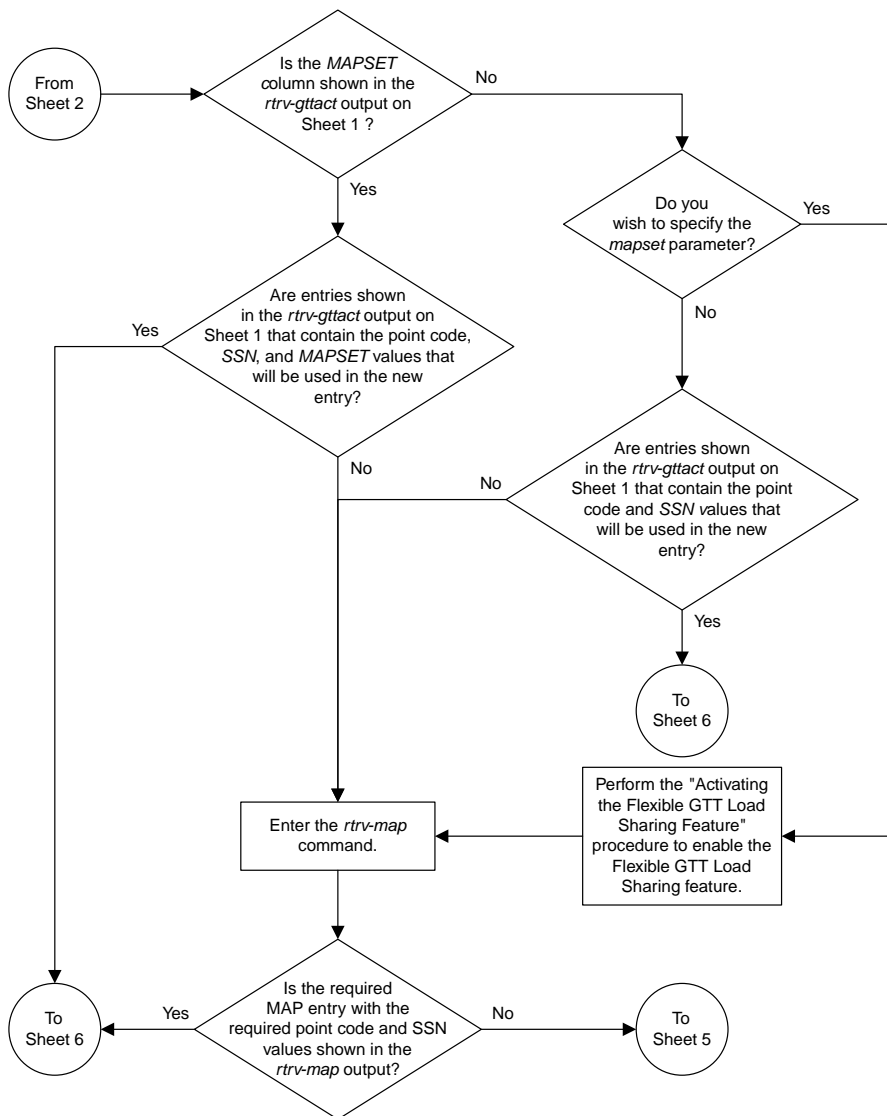 From
Sheet 2
Is the MAPSET
column shown in the
rtrv-gttact output on
Sheet 1 ?
No
Yes
Do you
wish to specify the
mapset parameter?
Yes
No
Are entries shown
in the rtrv-gttact output on
Sheet 1 that contain the point code,
SSN, and MAPSET values that
will be used in the new
entry?
Yes
No
Are entries shown
in the rtrv-gttact output on
Sheet 1 that contain the point
code and SSN values that
will be used in the new
entry?
No
Yes
To
Sheet 6
Perform the "Activating
the Flexible GTT Load
Sharing Feature"
procedure to enable the
Flexible GTT Load
Sharing feature.
Enter the rtrv-map
command.
Is the required
MAP entry with the
required point code and SSN
values shown in the
rtrv-map output?
Yes
No
To
Sheet 6
To
Sheet 5